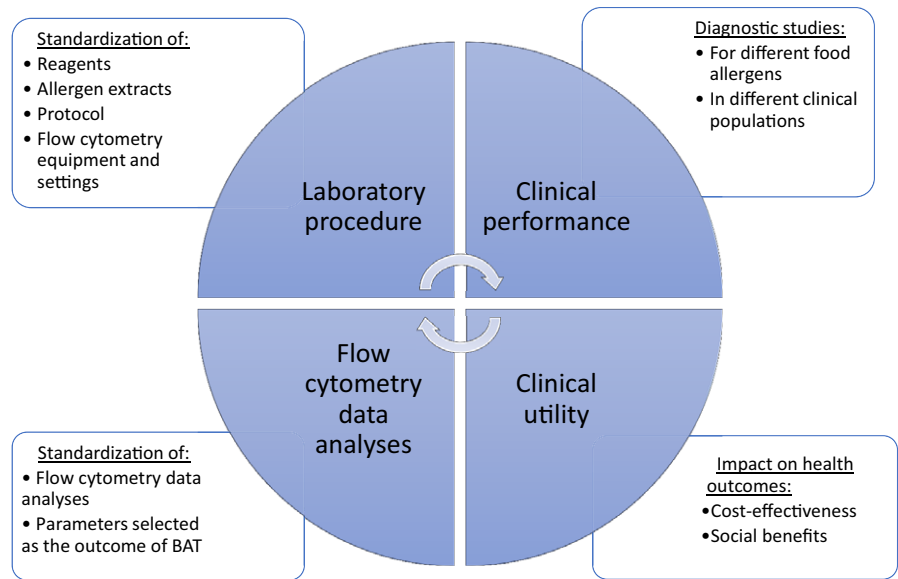 Standardization of:
• Reagents
• Allergen extracts
• Protocol
• Flow cytometry
equipment and
settings
Diagnostic studies:
• For different food
allergens
• In different clinical
populations
Laboratory
procedure
Clinical
performance
Flow
cytometry
data
analyses
Clinical
utility
Standardization of:
• Flow cytometry data
analyses
• Parameters selected
as the outcome of BAT
Impact on health
outcomes:
•Cost-effectiveness
•Social benefits